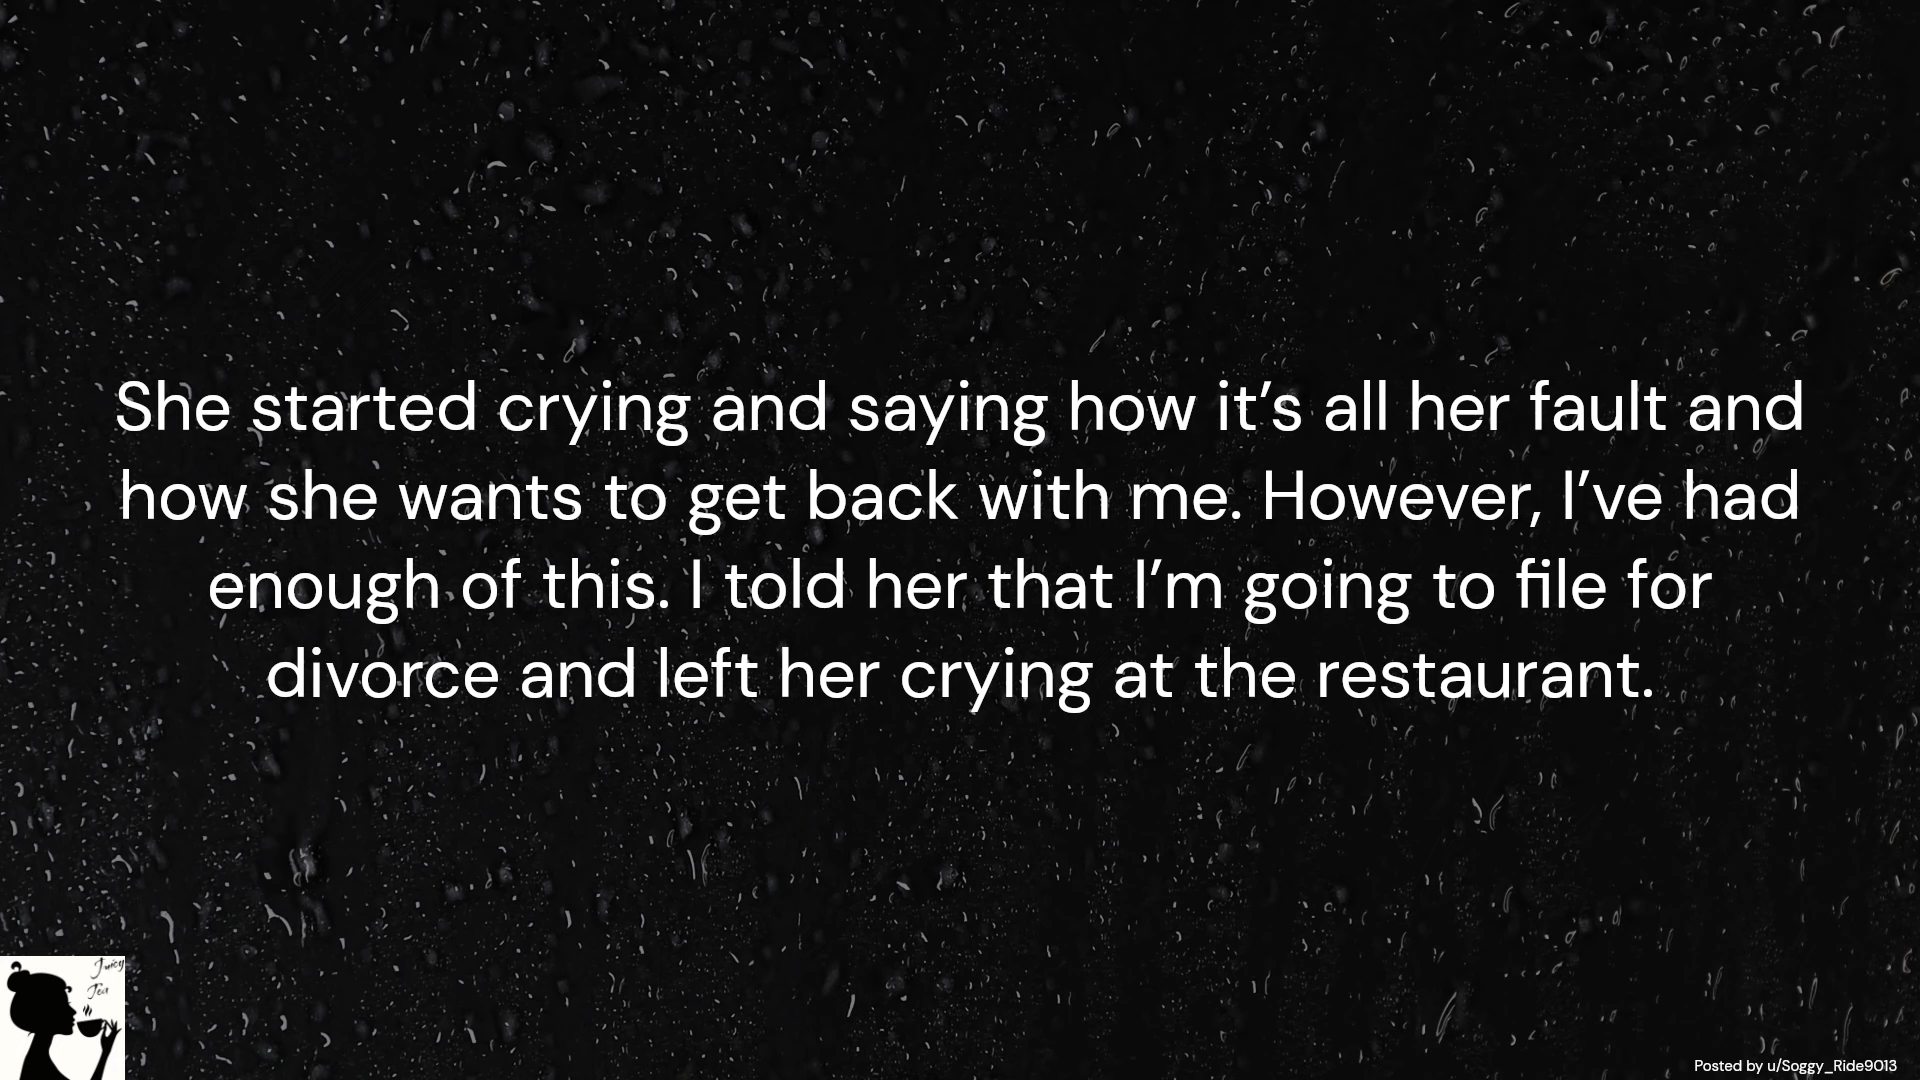 She started crying and saying how it’s all her fault and
how she wants to get back with me. However, I’ve had
enough of this. I told her that I’m going to file for
divorce and left her crying at the restaurant.
Juicy
Tea
Posted by u/Soggy_Ride9013